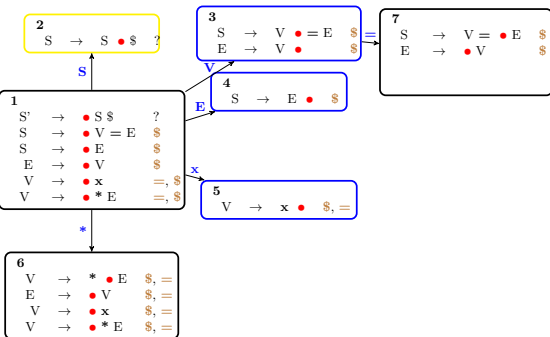 2
S → S • $ ?
S
1
S' → • S $ ?
S → • V = E $
S → • E $
E → • V $
V → • x =, $
V → • * E =, $
V
3
S → V • = E $
E → V • $
=
7
S → V = • E $
E → • V $
E
4
S → E • $
x
5
V → x • $, =
*
6
V → * • E $, =
E → • V $, =
V → • x $, =
V → • * E $, =